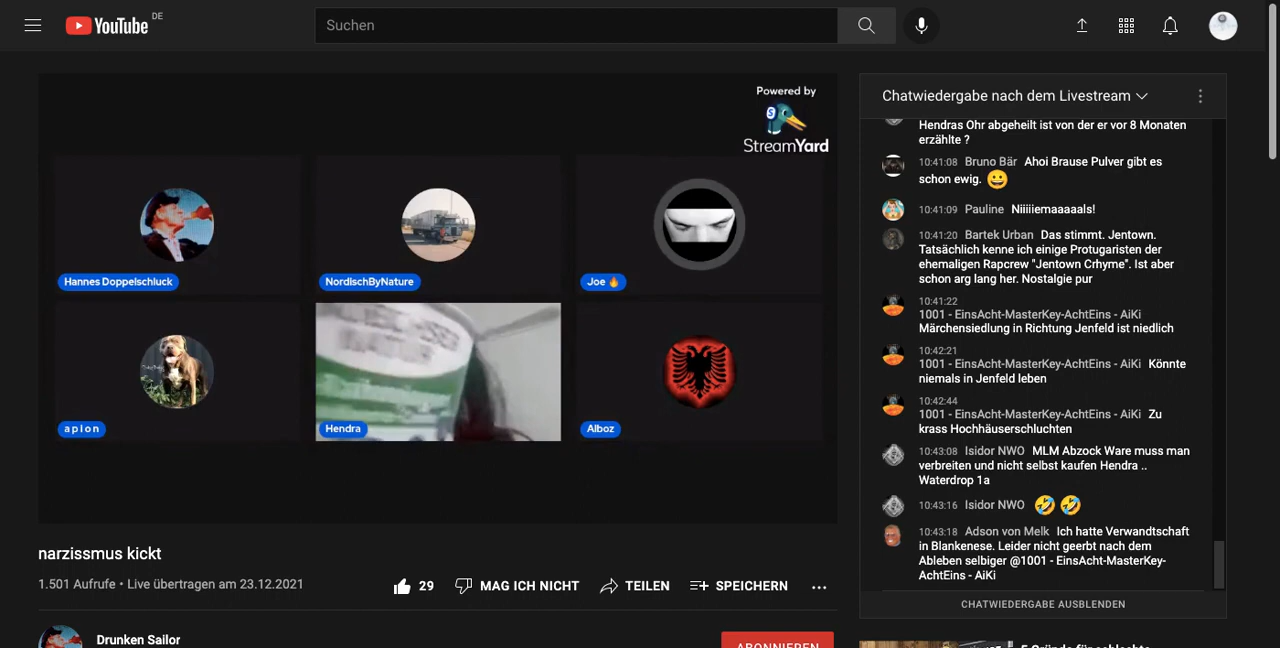 YouTube DE
Suchen
Powered by
StreamYard
Hannes Doppelschluck
NordischByNature
Joe 🔥
a p l o n
Hendra
Alboz
narzissmus kickt
1.501 Aufrufe • Live übertragen am 23.12.2021
29
MAG ICH NICHT
TEILEN
SPEICHERN
Drunken Sailor
ABONNIEREN
Chatwiedergabe nach dem Livestream
Hendras Ohr abgeheilt ist von der er vor 8 Monaten
erzählte ?
10:41:08 Bruno Bär Ahoi Brause Pulver gibt es
schon ewig. 😀
10:41:09 Pauline Niiiiiemaaaaals!
10:41:20 Bartek Urban Das stimmt. Jentown.
Tatsächlich kenne ich einige Protugaristen der
ehemaligen Rapcrew "Jentown Crhyme". Ist aber
schon arg lang her. Nostalgie pur
10:41:22
1001 - EinsAcht-MasterKey-AchtEins - AiKi
Märchensiedlung in Richtung Jenfeld ist niedlich
10:42:21
1001 - EinsAcht-MasterKey-AchtEins - AiKi Könnte
niemals in Jenfeld leben
10:42:44
1001 - EinsAcht-MasterKey-AchtEins - AiKi Zu
krass Hochhäuserschluchten
10:43:08 Isidor NWO MLM Abzock Ware muss man
verbreiten und nicht selbst kaufen Hendra ..
Waterdrop 1a
10:43:16 Isidor NWO 🤣 🤣
10:43:18 Adson von Melk Ich hatte Verwandtschaft
in Blankenese. Leider nicht geerbt nach dem
Ableben selbiger @1001 - EinsAcht-MasterKey-
AchtEins - AiKi
CHATWIEDERGABE AUSBLENDEN